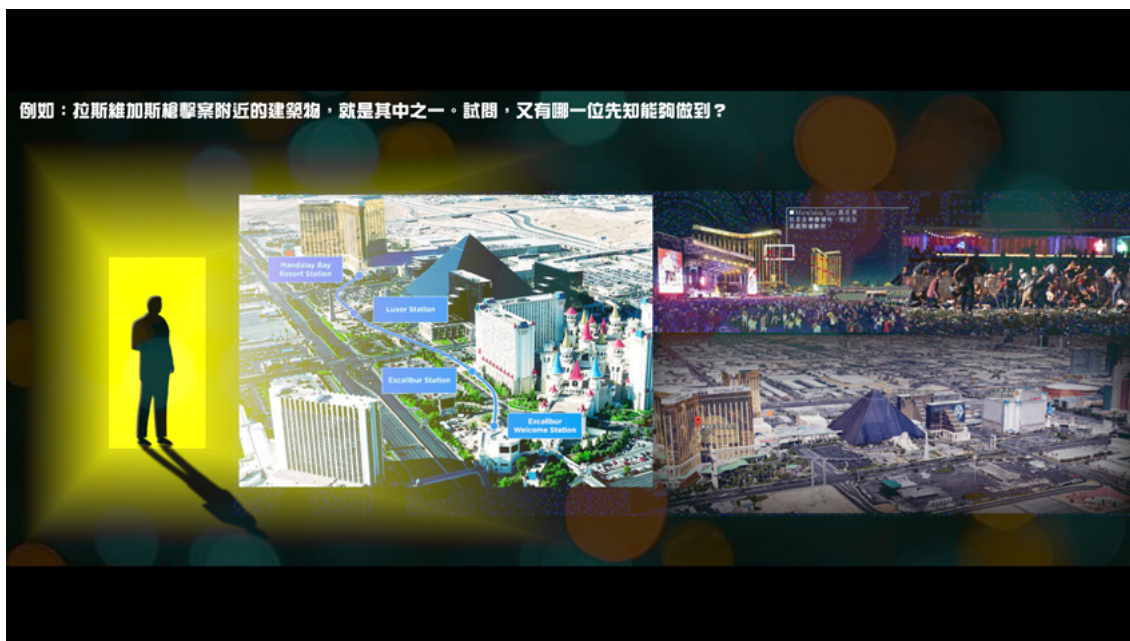 例如：拉斯維加斯槍擊案附近的建築物，就是其中之一。試問，又有哪一位先知能夠做到？
Mandalay Bay
Resort Station
Luxor Station
Excalibur Station
Excalibur
Welcome Station
■Mandalay Bay